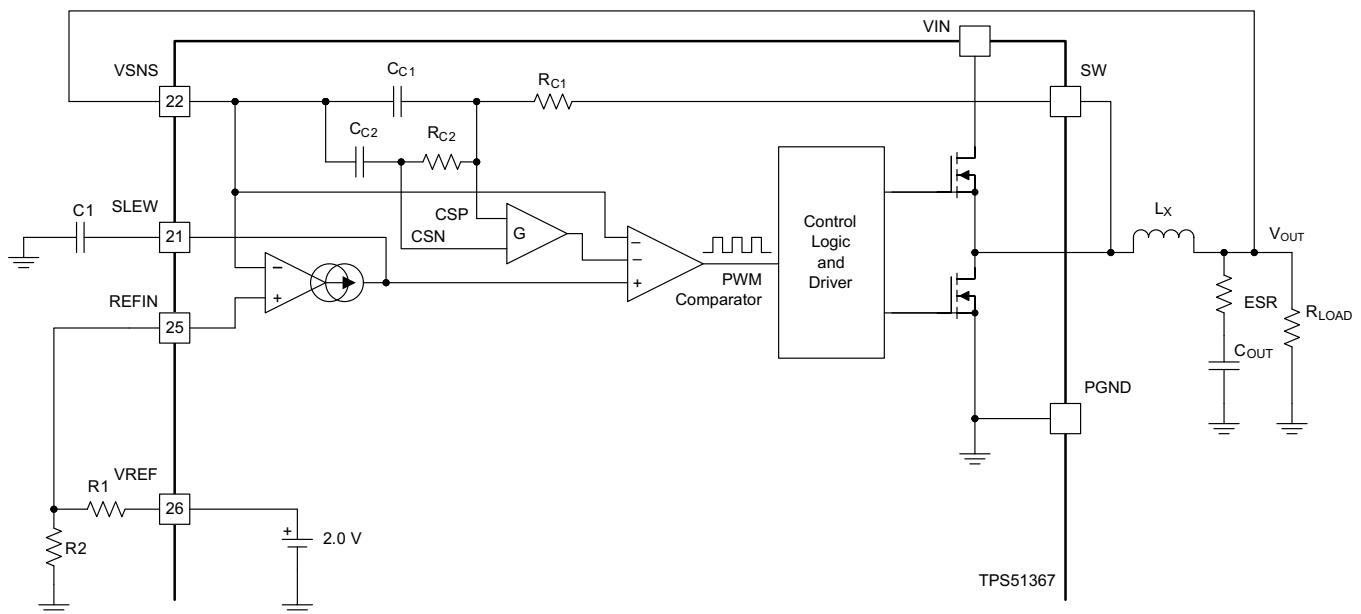 VIN
VSNS
22
CC1
RC1
SW
CC2
RC2
C1
SLEW
21
CSP
CSN
G
−
−
+
PWM
Comparator
Control
Logic
and
Driver
LX
VOUT
−
+
REFIN
25
ESR
RLOAD
COUT
PGND
VREF
R1
26
R2
+
2.0 V
TPS51367